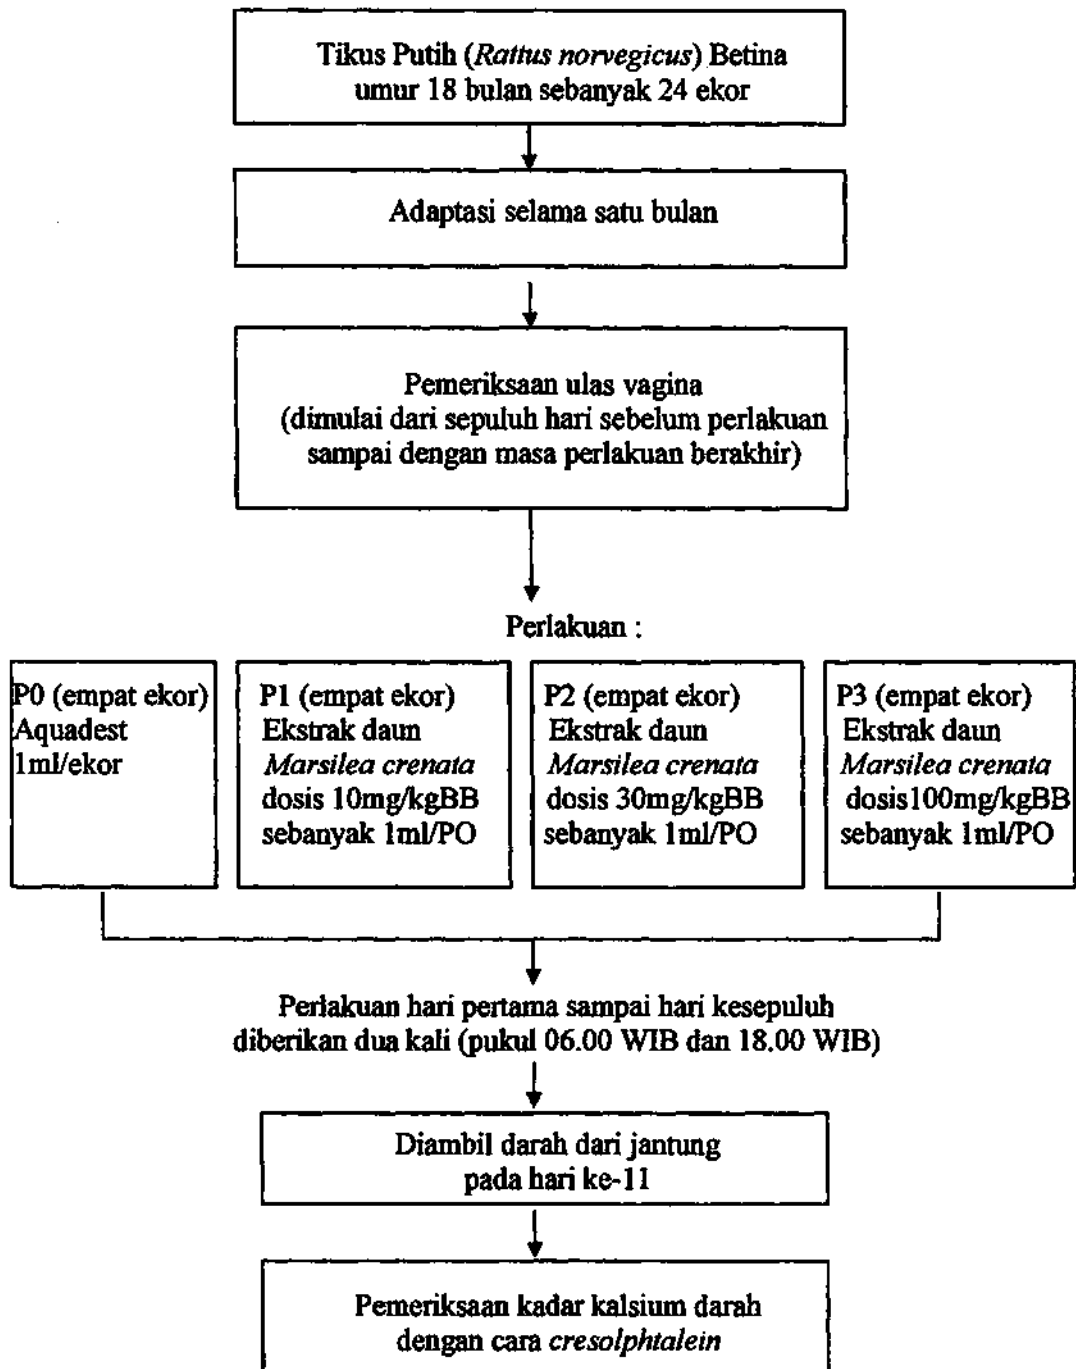 Tikus Putih (Rattus norvegicus) Betina
umur 18 bulan sebanyak 24 ekor
Adaptasi selama satu bulan
Pemeriksaan ulas vagina
(dimulai dari sepuluh hari sebelum perlakuan
sampai dengan masa perlakuan berakhir)
Perlakuan :
P0 (empat ekor)
Aquadest
1ml/ekor
P1 (empat ekor)
Ekstrak daun
Marsilea crenata
dosis 10mg/kgBB
sebanyak 1ml/PO
P2 (empat ekor)
Ekstrak daun
Marsilea crenata
dosis 30mg/kgBB
sebanyak 1ml/PO
P3 (empat ekor)
Ekstrak daun
Marsilea crenata
dosis100mg/kgBB
sebanyak 1ml/PO
Perlakuan hari pertama sampai hari kesepuluh
diberikan dua kali (pukul 06.00 WIB dan 18.00 WIB)
Diambil darah dari jantung
pada hari ke-11
Pemeriksaan kadar kalsium darah
dengan cara cresolphtalein